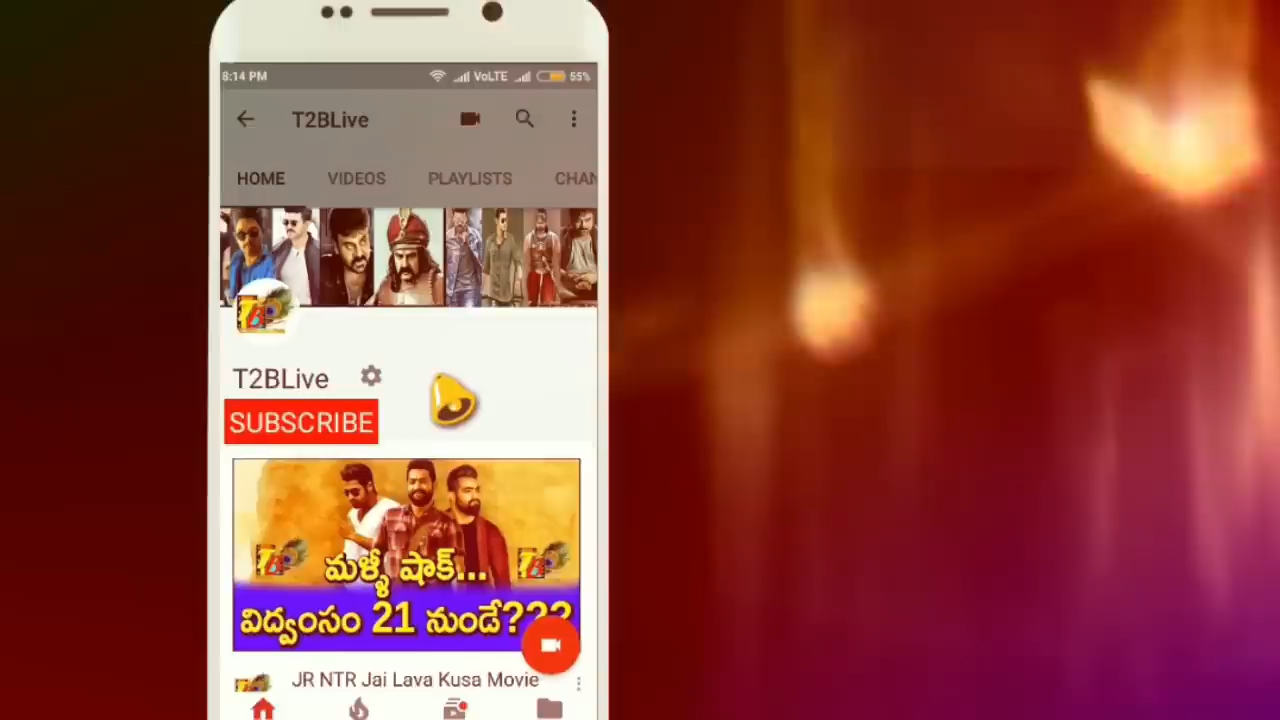 8:14 PM VoLTE 55%
T2BLive
HOME VIDEOS PLAYLISTS CHAN
T2BLive
SUBSCRIBE
మళ్ళీ షాక్...
విధ్వంసం 21 నుండే???
JR NTR Jai Lava Kusa Movie